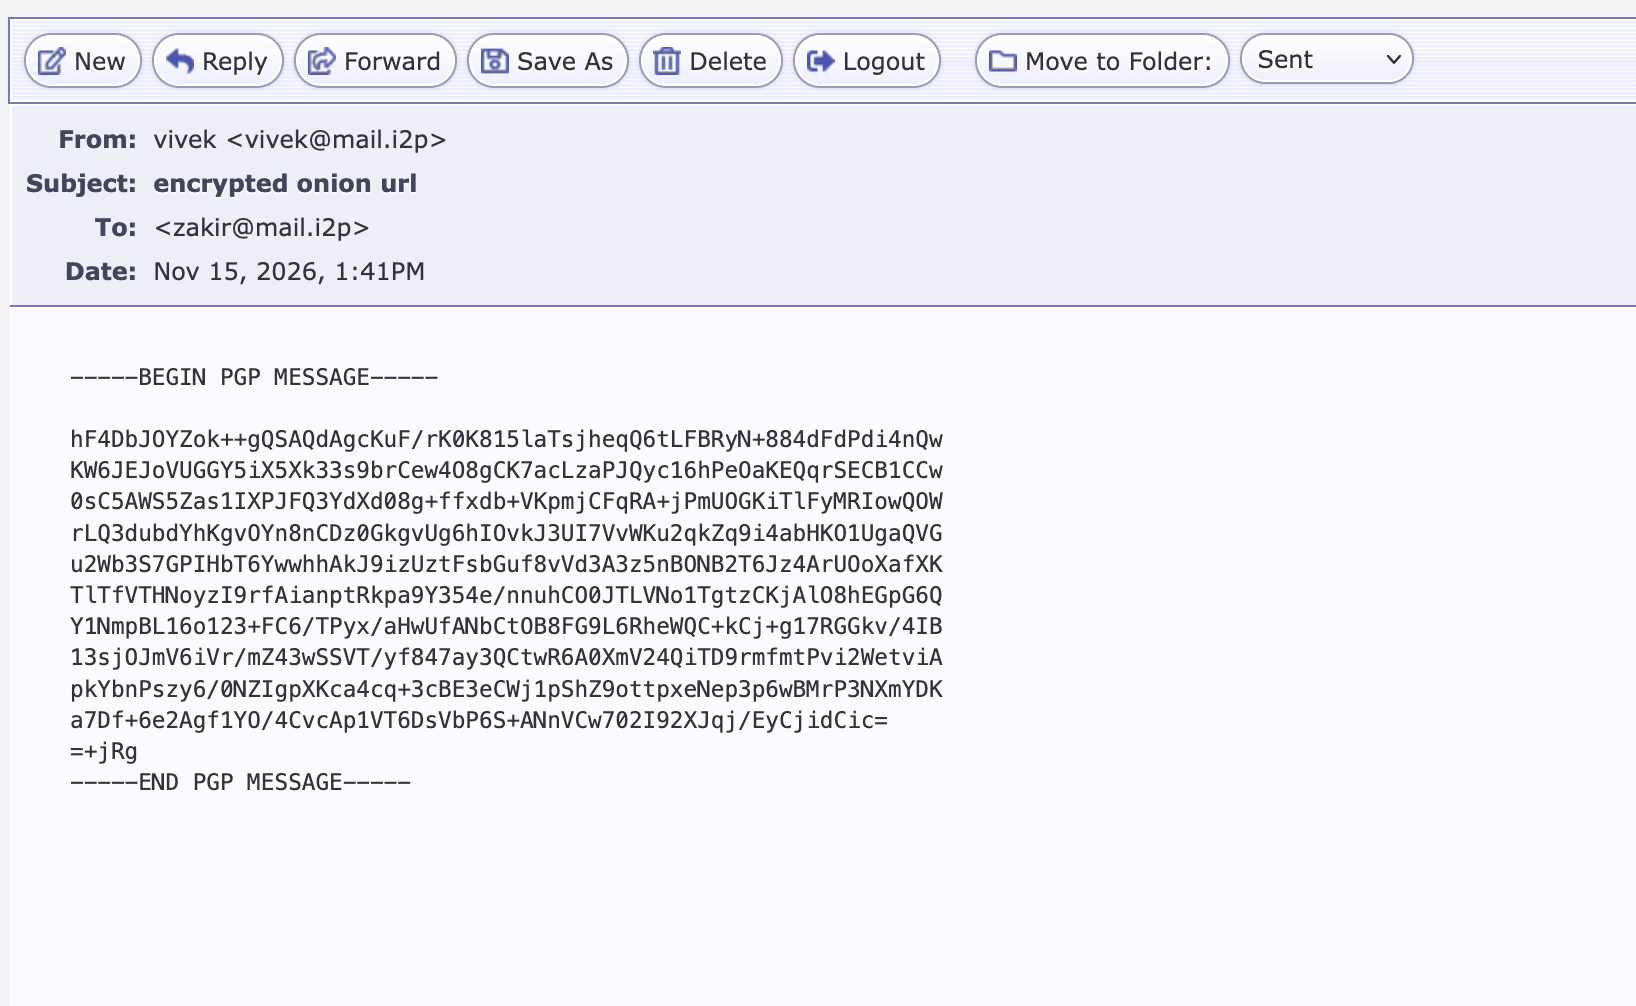 New Reply Forward Save As Delete Logout Move to Folder: Sent
From: vivek <vivek@mail.i2p>
Subject: encrypted onion url
To: <zakir@mail.i2p>
Date: Nov 15, 2026, 1:41PM
-----BEGIN PGP MESSAGE-----
hF4DbJOYZok++gQSAQdAgcKuF/rK0K815laTsjheqQ6tLFBRyN+884dFdPdi4nQw
KW6JEJoVUGGY5iX5Xk33s9brCew4O8gCK7acLzaPJQyc16hPeOaKEQqrSECB1CCw
0sC5AWS5Zas1IXPJFQ3YdXd08g+ffxdb+VKpmjCFqRA+jPmUOGKiTlFyMRIowQOW
rLQ3dubdYhKgvOYn8nCDz0GkgvUg6hIOvkJ3UI7VvWKu2qkZq9i4abHKO1UgaQVG
u2Wb3S7GPIHbT6YwwhhAkJ9izUztFsbGuf8vVd3A3z5nBONB2T6Jz4ArUOoXafXK
TlTfVTHNoyzI9rfAianptRkpa9Y354e/nnuhCO0JTLVNo1TgtzCKjAlO8hEGpG6Q
Y1NmpBL16o123+FC6/TPyx/aHwUfANbCtOB8FG9L6RheWQC+kCj+g17RGGkv/4IB
13sjOJmV6iVr/mZ43wSSVT/yf847ay3QCtwR6A0XmV24QiTD9rmfmtPvi2WetviA
pkYbnPszy6/0NZIgpXKca4cq+3cBE3eCWj1pShZ9ottpxeNep3p6wBMrP3NXmYDK
a7Df+6e2Agf1YO/4CvcAp1VT6DsVbP6S+ANnVCw702I92XJqj/EyCjidCic=
=+jRg
-----END PGP MESSAGE-----